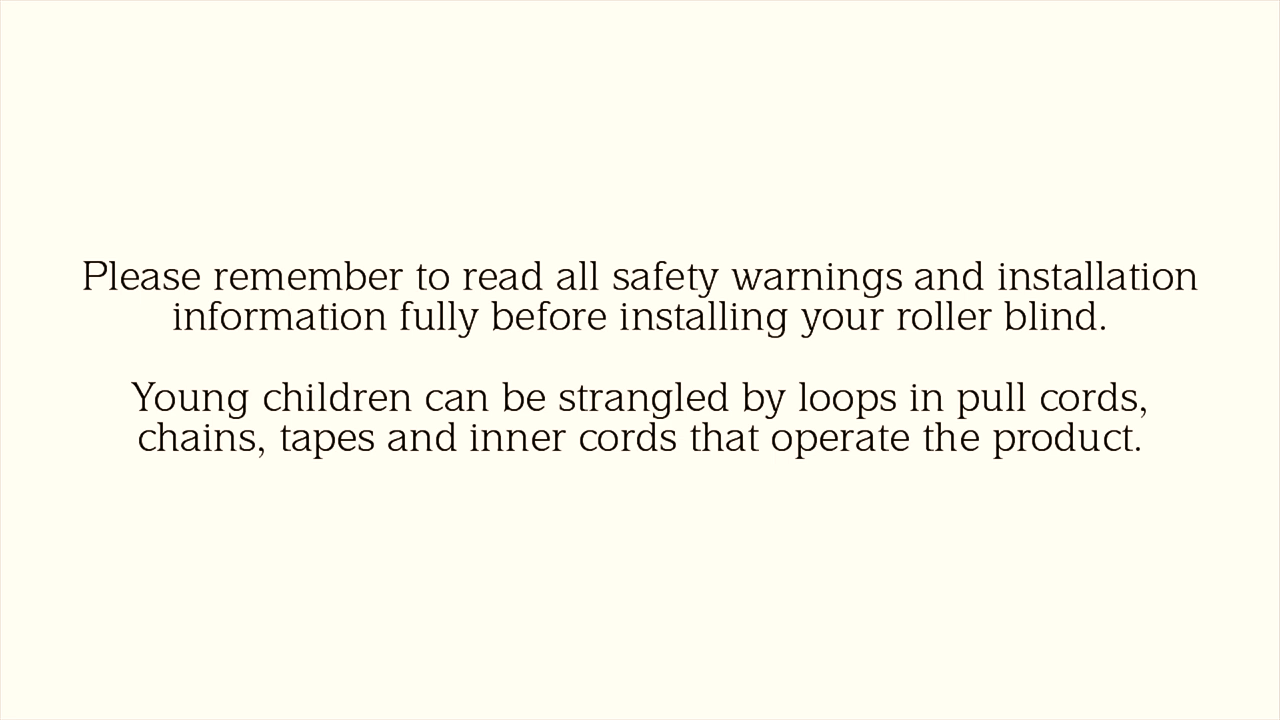 Please remember to read all safety warnings and installation
information fully before installing your roller blind.
Young children can be strangled by loops in pull cords,
chains, tapes and inner cords that operate the product.